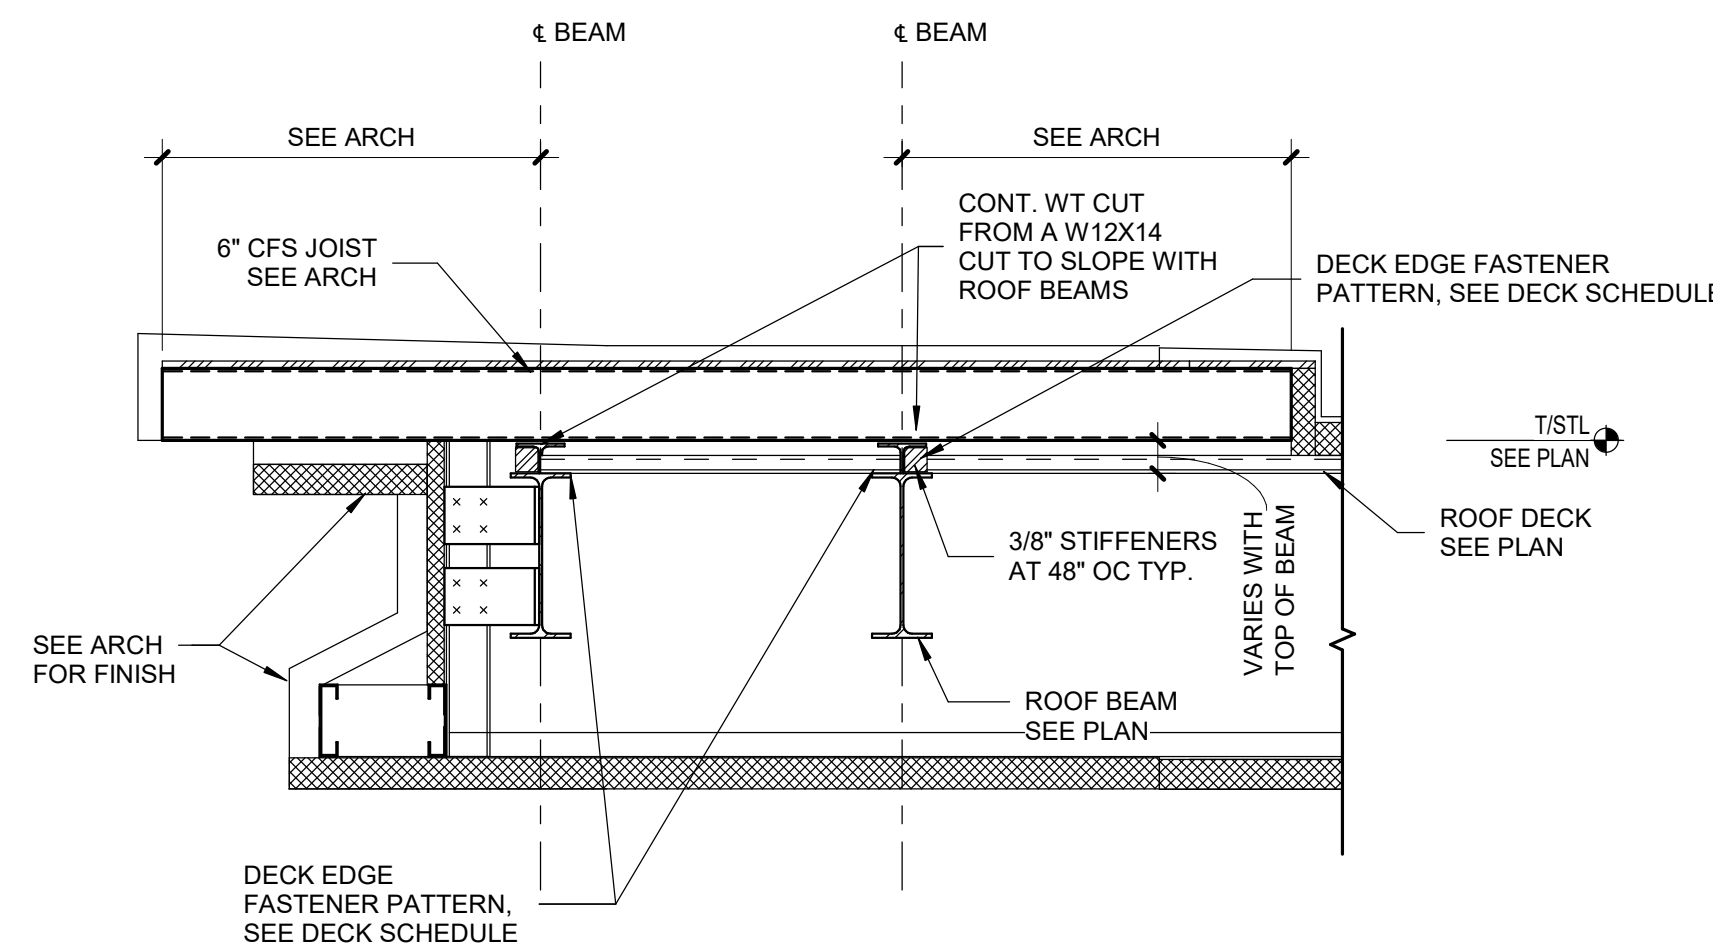 ℄ BEAM
℄ BEAM
SEE ARCH
SEE ARCH
CONT. WT CUT
FROM A W12X14
CUT TO SLOPE WITH
ROOF BEAMS
6" CFS JOIST
SEE ARCH
DECK EDGE FASTENER
PATTERN, SEE DECK SCHEDULE
T/STL
SEE PLAN
ROOF DECK
SEE PLAN
3/8" STIFFENERS
AT 48" OC TYP.
VARIES WITH
TOP OF BEAM
SEE ARCH
FOR FINISH
ROOF BEAM
SEE PLAN
DECK EDGE
FASTENER PATTERN,
SEE DECK SCHEDULE